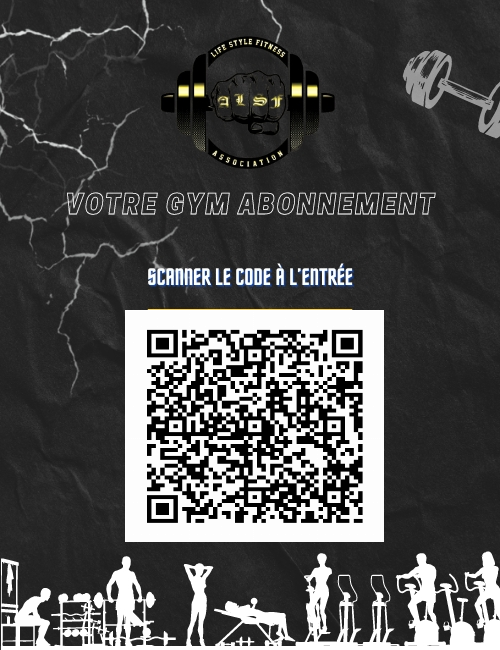 LIFE STYLE FITNESS
ALSF
ASSOCIATION
VOTRE GYM ABONNEMENT
SCANNER LE CODE À L'ENTRÉE